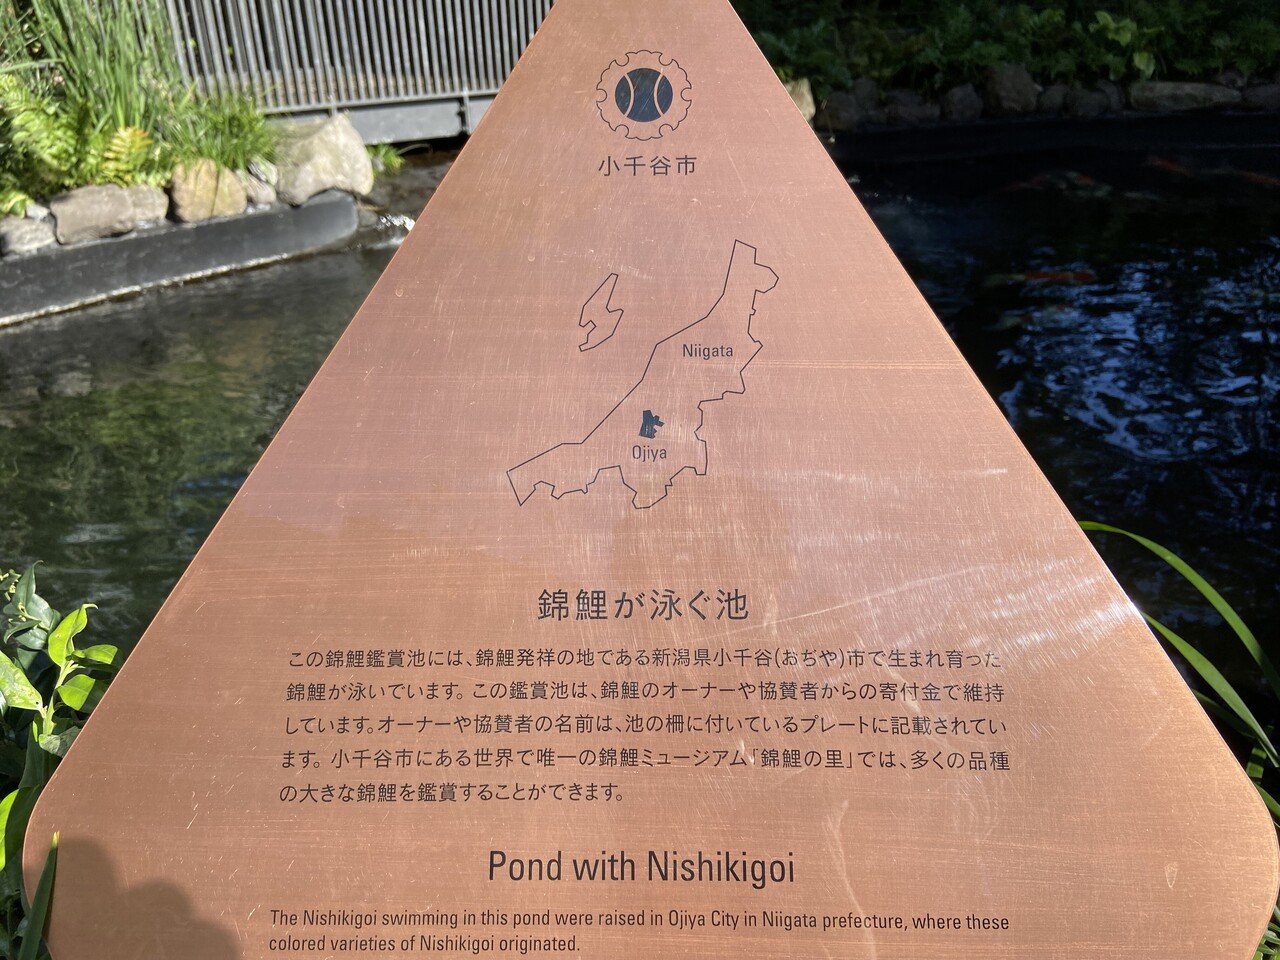 小千谷市
Niigata
Ojiya
錦鯉が泳ぐ池
この錦鯉鑑賞池には、錦鯉発祥の地である新潟県小千谷(おぢや)市で生まれ育った
錦鯉が泳いでいます。この鑑賞池は、錦鯉のオーナーや協賛者からの寄付金で維持
しています。オーナーや協賛者の名前は、池の柵に付いているプレートに記載されてい
ます。小千谷市にある世界で唯一の錦鯉ミュージアム「錦鯉の里」では、多くの品種
の大きな錦鯉を鑑賞することができます。
Pond with Nishikigoi
The Nishikigoi swimming in this pond were raised in Ojiya City in Niigata prefecture, where these
colored varieties of Nishikigoi originated.